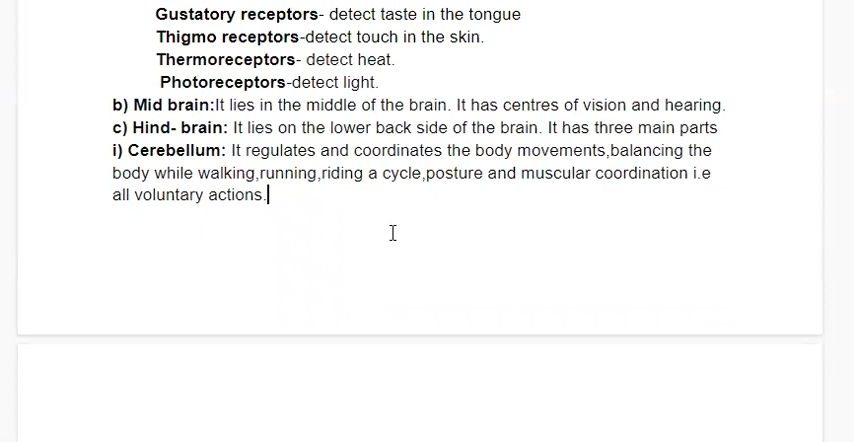 Gustatory receptors- detect taste in the tongue
Thigmo receptors-detect touch in the skin.
Thermoreceptors- detect heat.
Photoreceptors-detect light.
b) Mid brain:It lies in the middle of the brain. It has centres of vision and hearing.
c) Hind- brain: It lies on the lower back side of the brain. It has three main parts
i) Cerebellum: It regulates and coordinates the body movements,balancing the
body while walking,running,riding a cycle,posture and muscular coordination i.e
all voluntary actions.